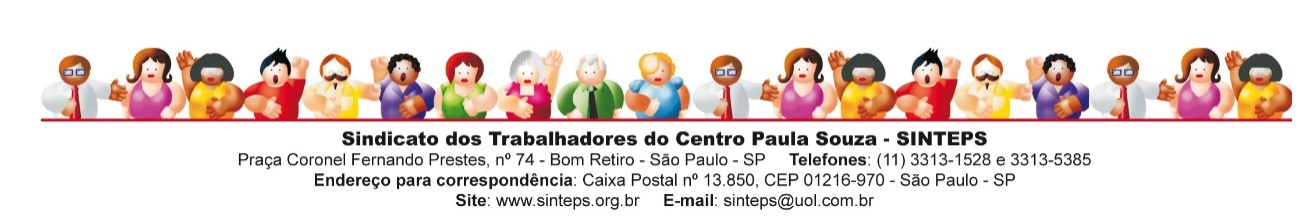 Sindicato dos Trabalhadores do Centro Paula Souza - SINTEPS
Praça Coronel Fernando Prestes, nº 74 - Bom Retiro - São Paulo - SP Telefones: (11) 3313-1528 e 3313-5385
Endereço para correspondência: Caixa Postal nº 13.850, CEP 01216-970 - São Paulo - SP
Site: www.sinteps.org.br E-mail: sinteps@uol.com.br